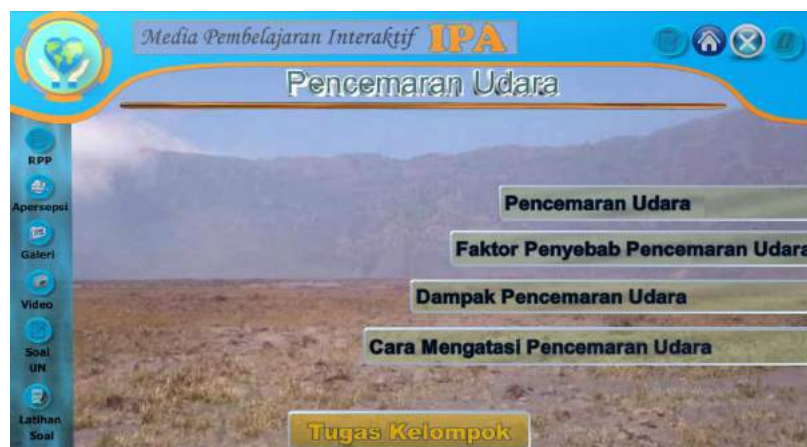 Media Pembelajaran Interaktif IPA
Pencemaran Udara
RPP
Apersepsi
Galeri
Video
Soal
UN
Latihan
Soal
Pencemaran Udara
Faktor Penyebab Pencemaran Udara
Dampak Pencemaran Udara
Cara Mengatasi Pencemaran Udara
Tugas Kelompok